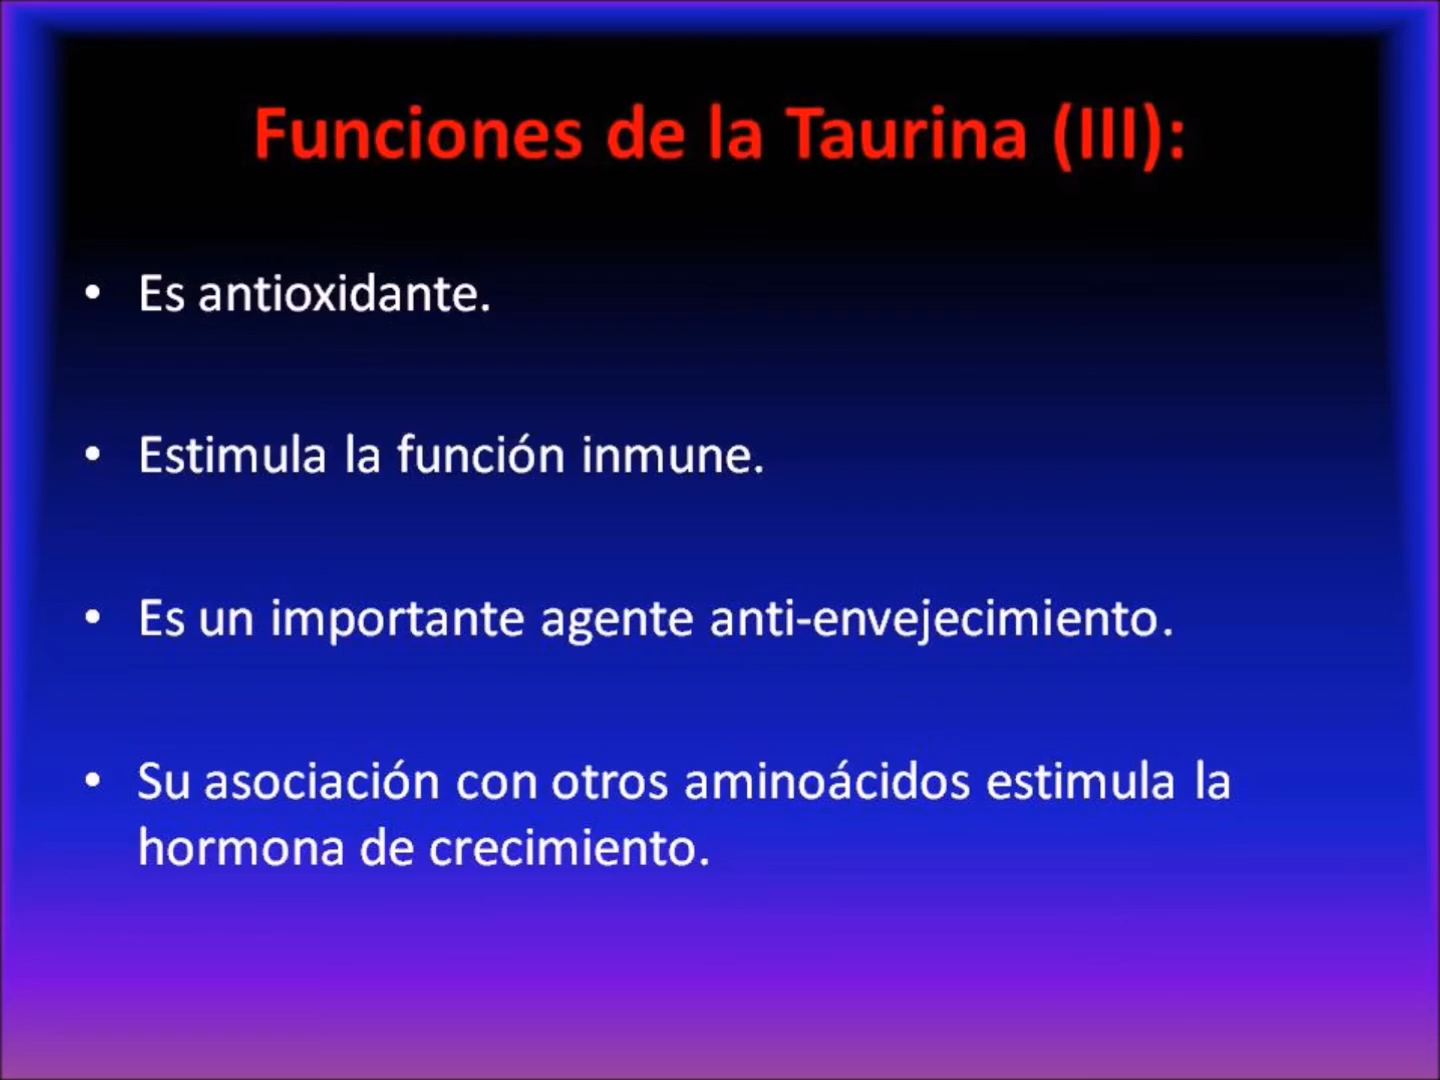 Funciones de la Taurina (III):
• Es antioxidante.
• Estimula la función inmune.
• Es un importante agente anti-envejecimiento.
• Su asociación con otros aminoácidos estimula la
hormona de crecimiento.